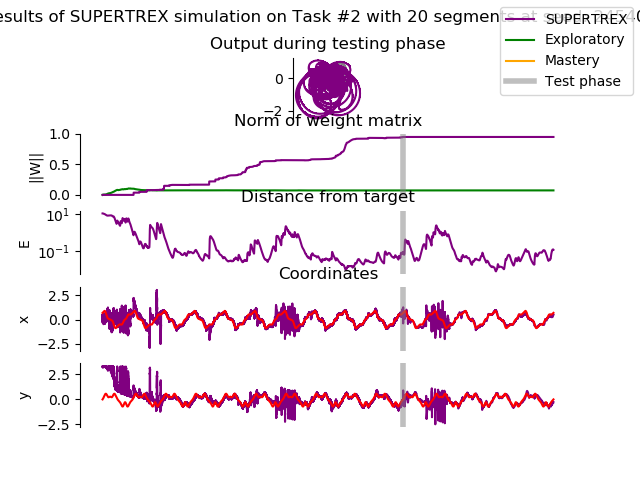 esults of SUPERTREX simulation on Task #2 with 20 segments at
SUPERTREX
Exploratory
Mastery
Test phase
Output during testing phase
0
−2
Norm of weight matrix
||W||
1.0
0.5
0.0
Distance from target
E
10¹
10⁻¹
Coordinates
x
2.5
0.0
−2.5
y
2.5
0.0
−2.5